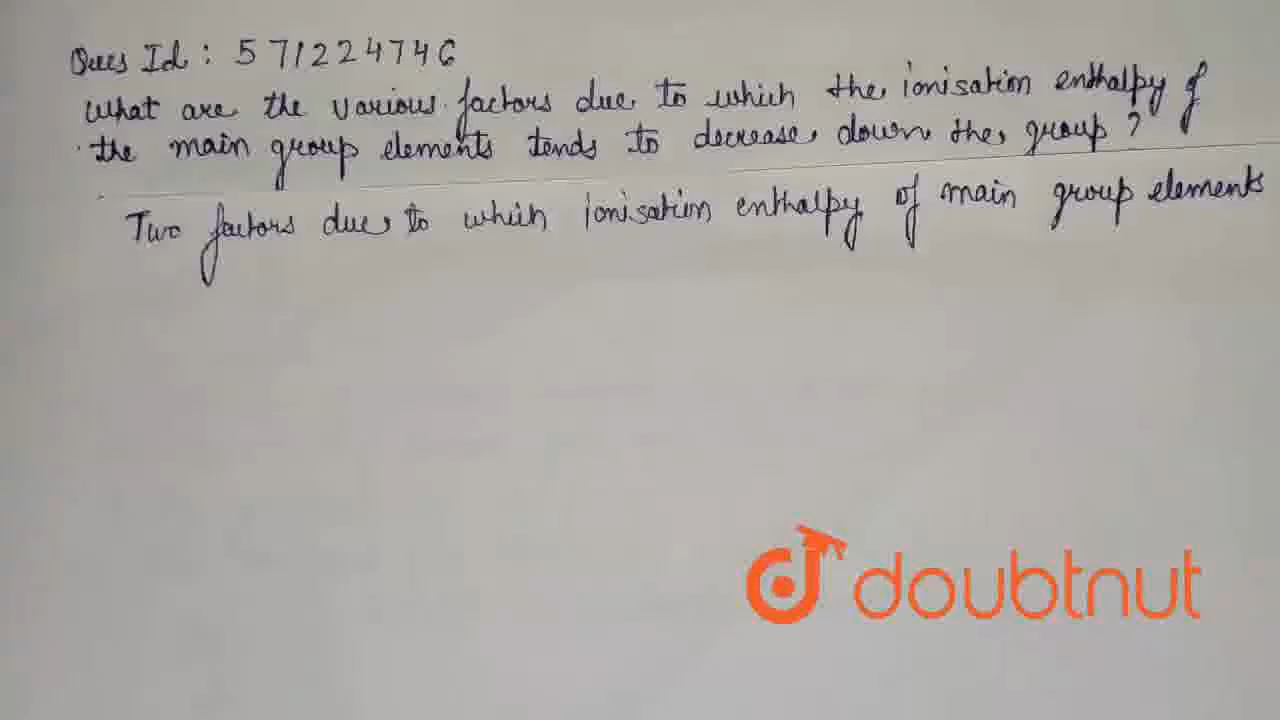 Ques Id : 571224746
What are the various factors due to which the ionisation enthalpy of
the main group elements tends to decrease down the group ?
Two factors due to which ionisation enthalpy of main group elements
doubtnut